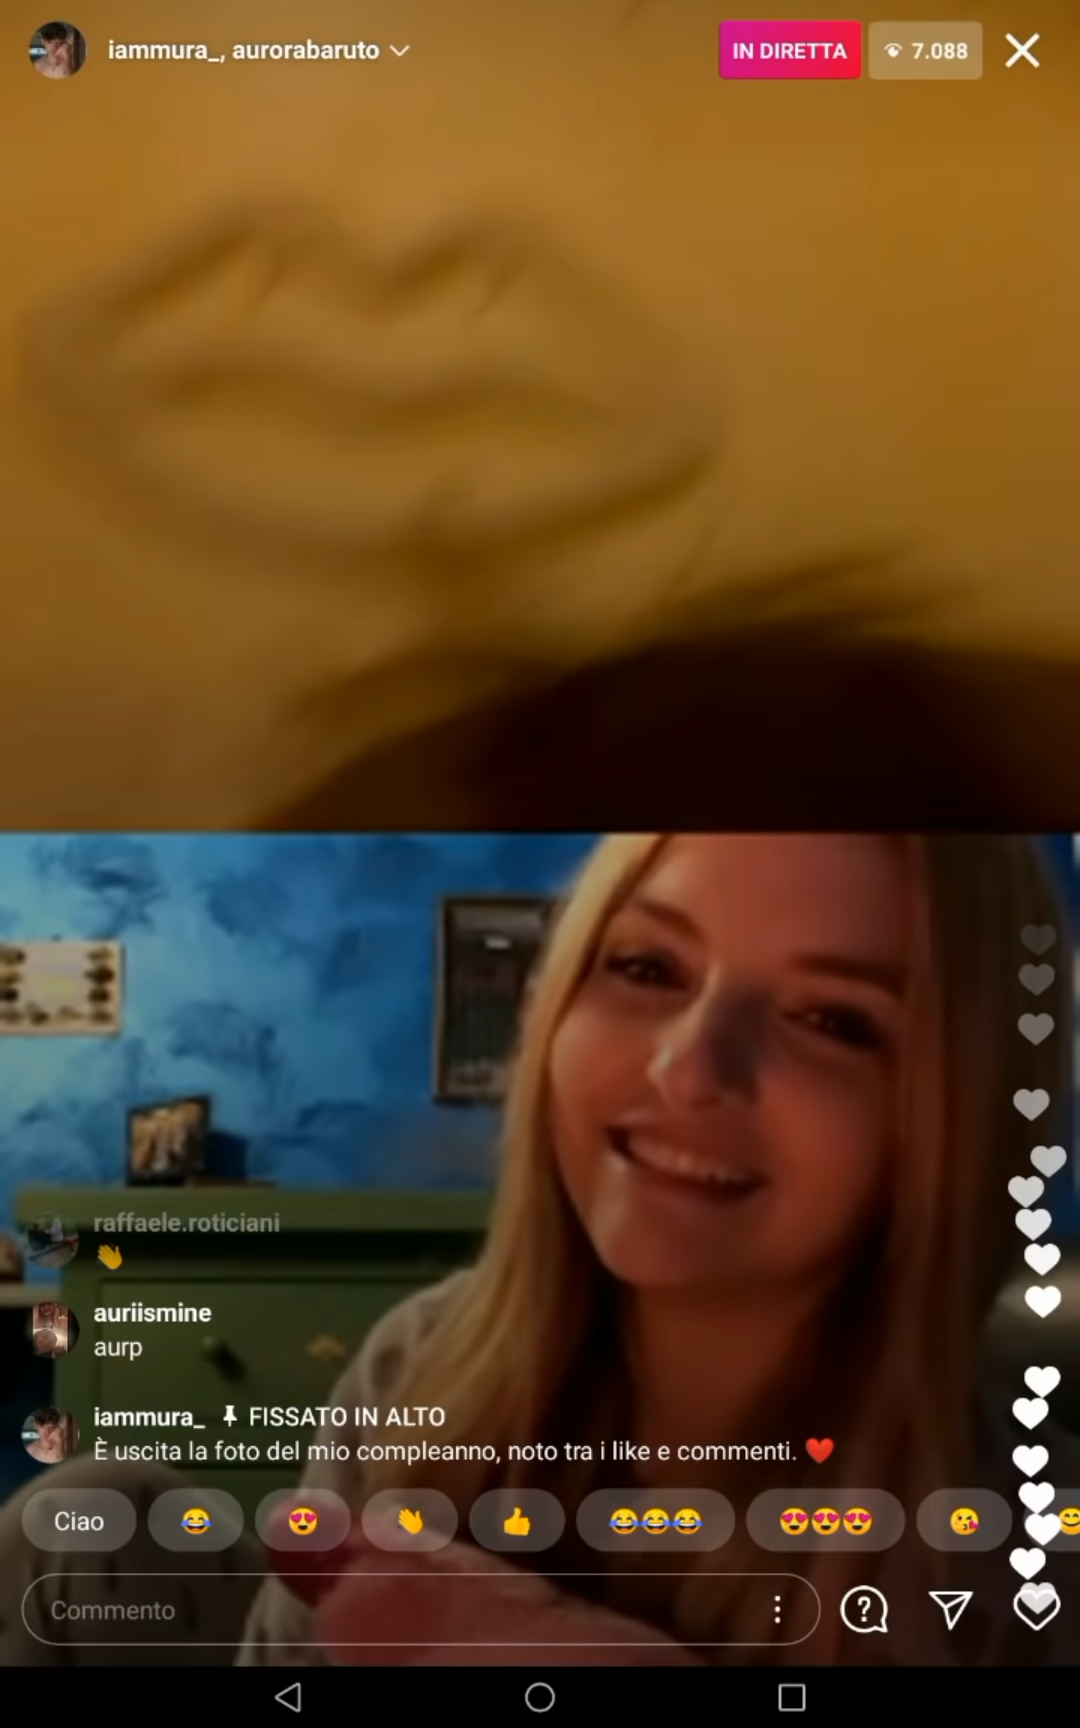 iammura_, aurorabaruto
IN DIRETTA
7.088
raffaele.roticiani
👋
auriismine
aurp
iammura_ 📌 FISSATO IN ALTO
È uscita la foto del mio compleanno, noto tra i like e commenti. ❤️
Ciao 😂 😍 👋 👍 😂😂😂 😍😍😍 😘 😊
Commento